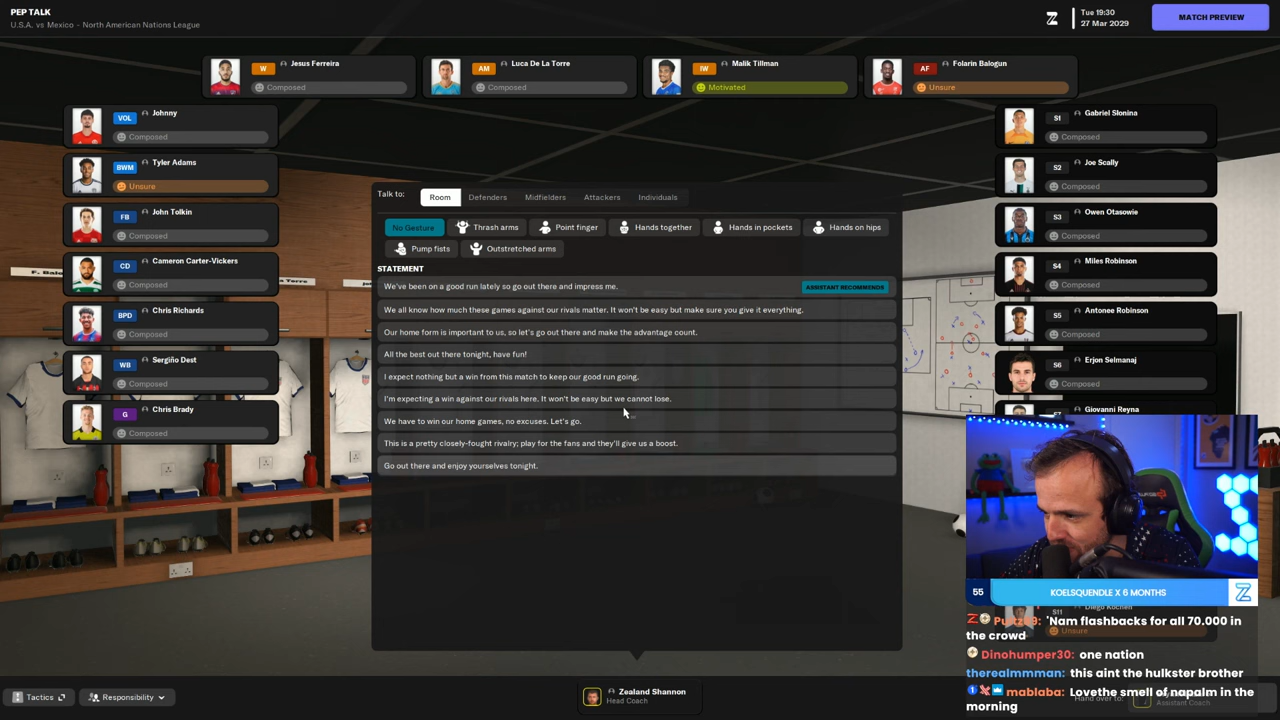 PEP TALK
U.S.A. vs Mexico - North American Nations League
Tue 19:30
27 Mar 2029
MATCH PREVIEW
W Jesus Ferreira
Composed
AM Luca De La Torre
Composed
IW Malik Tillman
Motivated
AF Folarin Balogun
Unsure
VOL Johnny
Composed
BWM Tyler Adams
Unsure
FB John Tolkin
Composed
CD Cameron Carter-Vickers
Composed
BPD Chris Richards
Composed
WB Sergiño Dest
Composed
G Chris Brady
Composed
Talk to: Room Defenders Midfielders Attackers Individuals
No Gesture Thrash arms Point finger Hands together Hands in pockets Hands on hips
Pump fists Outstretched arms
STATEMENT
We've been on a good run lately so go out there and impress me. ASSISTANT RECOMMENDS
We all know how much these games against our rivals matter. It won't be easy but make sure you give it everything.
Our home form is important to us, so let's go out there and make the advantage count.
All the best out there tonight, have fun!
I expect nothing but a win from this match to keep our good run going.
I'm expecting a win against our rivals here. It won't be easy but we cannot lose.
We have to win our home games, no excuses. Let's go.
This is a pretty closely-fought rivalry; play for the fans and they'll give us a boost.
Go out there and enjoy yourselves tonight.
S1 Gabriel Slonina
Composed
S2 Joe Scally
Composed
S3 Owen Otasowie
Composed
S4 Miles Robinson
Composed
S5 Antonee Robinson
Composed
S6 Erjon Selmanaj
Composed
Giovanni Reyna
55 KOELSQUENDLE X 6 MONTHS
S11 Diego Kochen
Unsure
'Nam flashbacks for all 70.000 in
the crowd
Dinohumper30: one nation
therealmmman: this aint the hulkster brother
mablaba: Lovethe smell of napalm in the
morning
Tactics
Responsibility
Zealand Shannon
Head Coach
Hand over to:
Assistant Coach